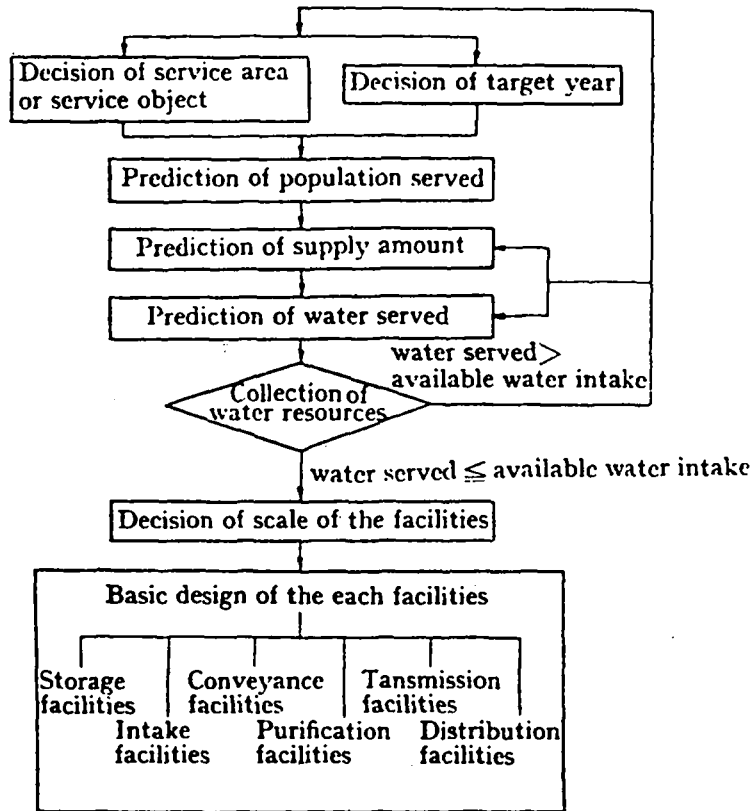 Decision of service area
or service object
Decision of target year
Prediction of population served
Prediction of supply amount
Prediction of water served
water served>
available water intake
Collection of
water resources
water served ≦ available water intake
Decision of scale of the facilities
Basic design of the each facilities
Storage
facilities
Intake
facilities
Conveyance
facilities
Purification
facilities
Tansmission
facilities
Distribution
facilities